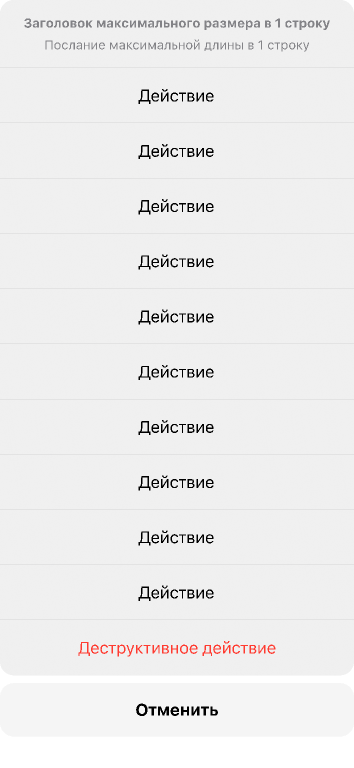 Заголовок максимального размера в 1 строку
Послание максимальной длины в 1 строку
Действие
Действие
Действие
Действие
Действие
Действие
Действие
Действие
Действие
Действие
Деструктивное действие
Отменить